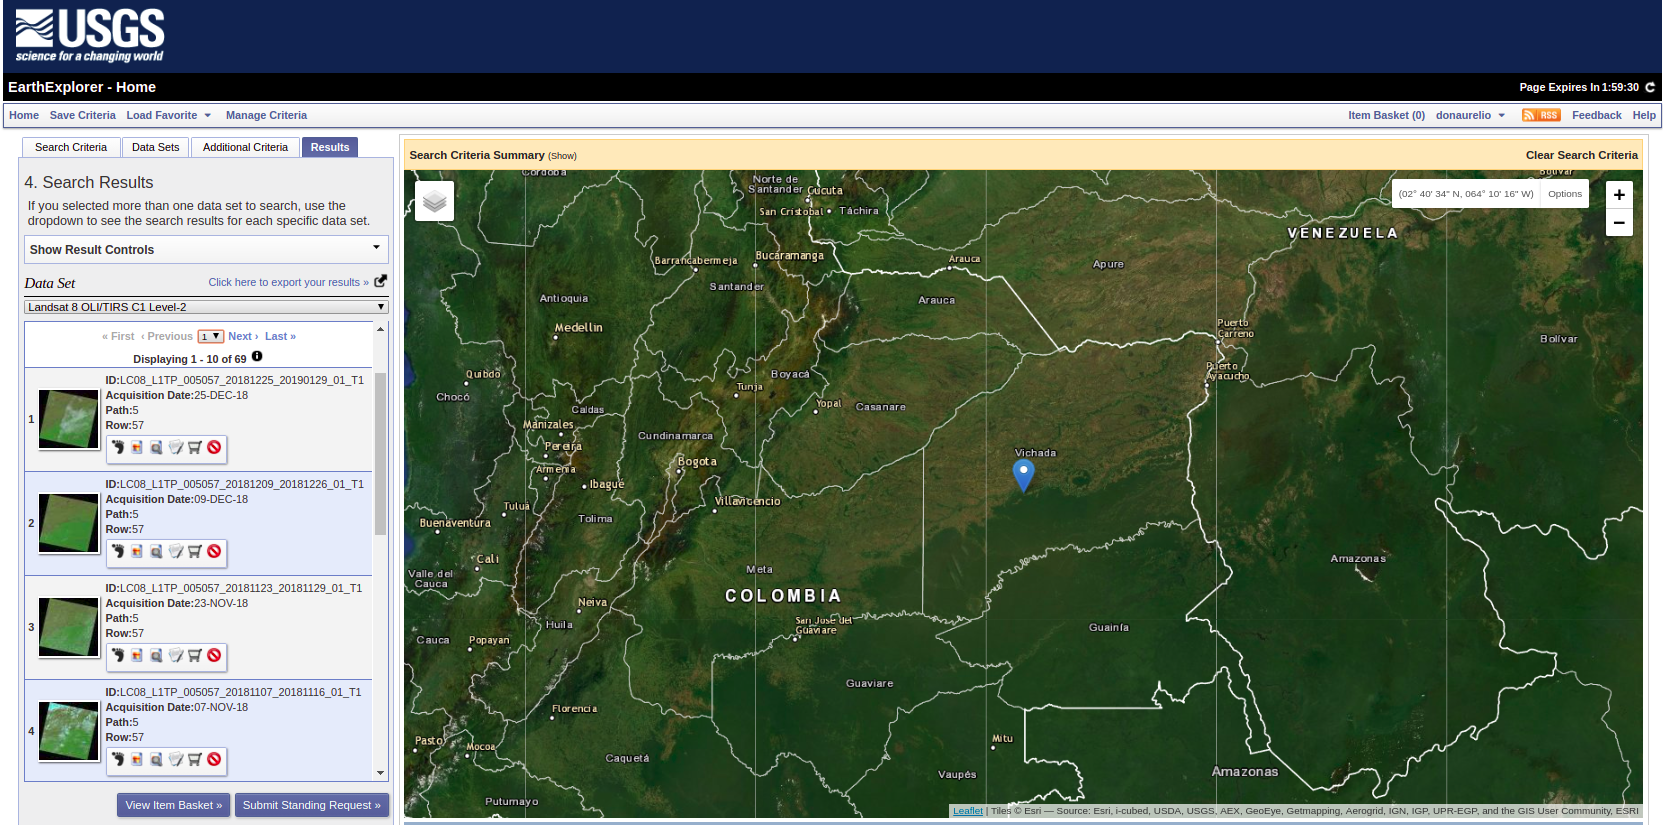 USGS
science for a changing world
EarthExplorer - Home
Page Expires In 1:59:30
Home Save Criteria Load Favorite Manage Criteria
Item Basket (0) donaurelio RSS Feedback Help
Search Criteria Data Sets Additional Criteria Results
4. Search Results
If you selected more than one data set to search, use the
dropdown to see the search results for each specific data set.
Show Result Controls
Data Set
Click here to export your results »
Landsat 8 OLI/TIRS C1 Level-2
« First ‹ Previous 1 Next › Last »
Displaying 1 - 10 of 69
1
ID:LC08_L1TP_005057_20181225_20190129_01_T1
Acquisition Date:25-DEC-18
Path:5
Row:57
2
ID:LC08_L1TP_005057_20181209_20181226_01_T1
Acquisition Date:09-DEC-18
Path:5
Row:57
3
ID:LC08_L1TP_005057_20181123_20181129_01_T1
Acquisition Date:23-NOV-18
Path:5
Row:57
4
ID:LC08_L1TP_005057_20181107_20181116_01_T1
Acquisition Date:07-NOV-18
Path:5
Row:57
View Item Basket »
Submit Standing Request »
Search Criteria Summary (Show)
Clear Search Criteria
(02° 40' 34" N, 064° 10' 16" W) Options
+
−
Córdoba
Norte de
Santander
Cúcuta
Bolívar
San Cristobal
Táchira
VENEZUELA
Barrancabermeja
Bucaramanga
Arauca
Apure
Santander
Antioquia
Arauca
Medellin
Puerto
Carreno
Bolívar
Quibdo
Boyacá
Puerto
Ayacucho
Tunja
Chocó
Yopal
Casanare
Caldas
Manizales
Cundinamarca
Pereira
Vichada
Bogota
Armenia
Ibague
Tulua
Villavicencio
Buenaventura
Tolima
Cali
Amazonas
Valle del
Cauca
Meta
COLOMBIA
Neiva
San Jose del
Guaviare
Huila
Guainía
Cauca
Popayan
Guaviare
Florencia
Pasto
Mocoa
Mitu
Caquetá
Vaupés
Amazonas
Putumayo
Leaflet | Tiles © Esri — Source: Esri, i-cubed, USDA, USGS, AEX, GeoEye, Getmapping, Aerogrid, IGN, IGP, UPR-EGP, and the GIS User Community, ESRI